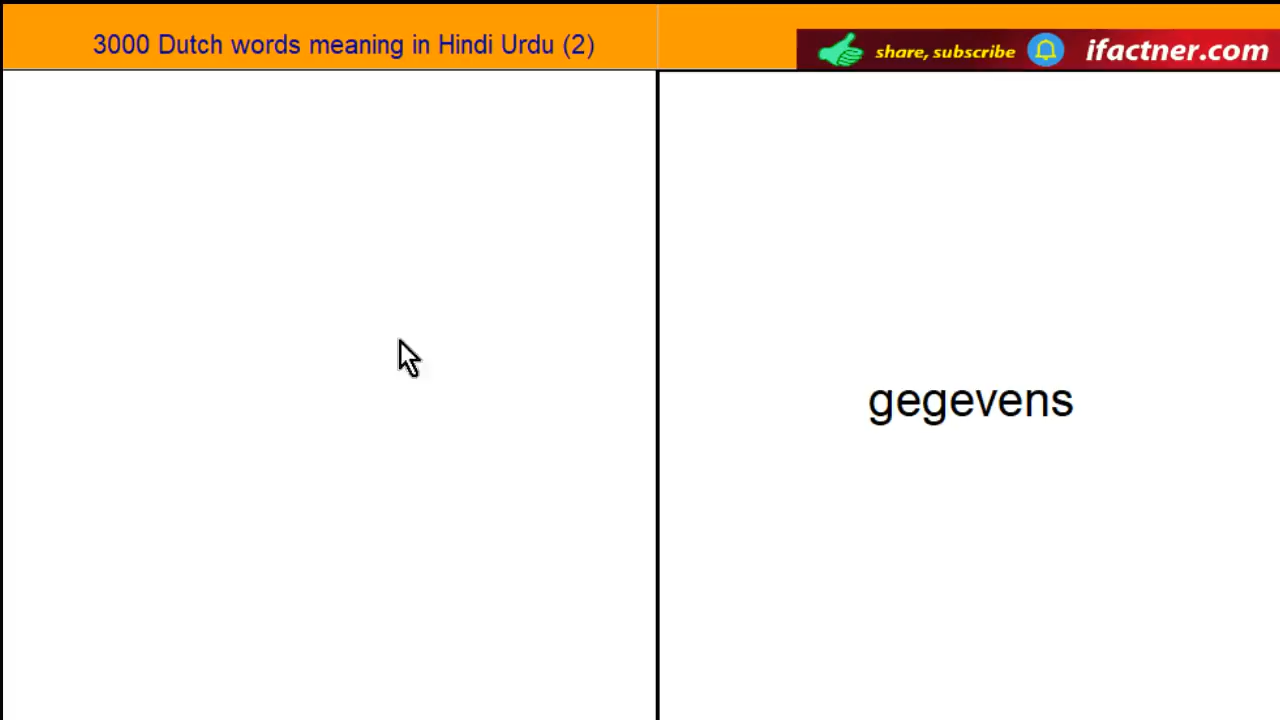 3000 Dutch words meaning in Hindi Urdu (2)
share, subscribe
ifactner.com
gegevens